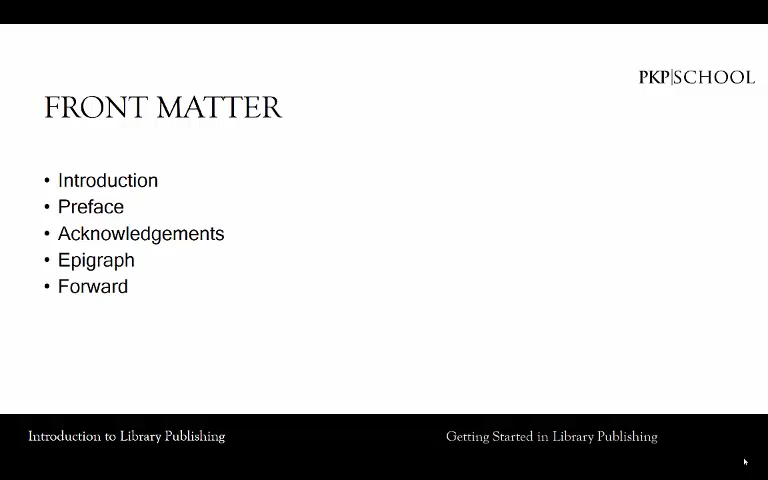 PKP|SCHOOL
FRONT MATTER
• Introduction
• Preface
• Acknowledgements
• Epigraph
• Forward
Introduction to Library Publishing
Getting Started in Library Publishing